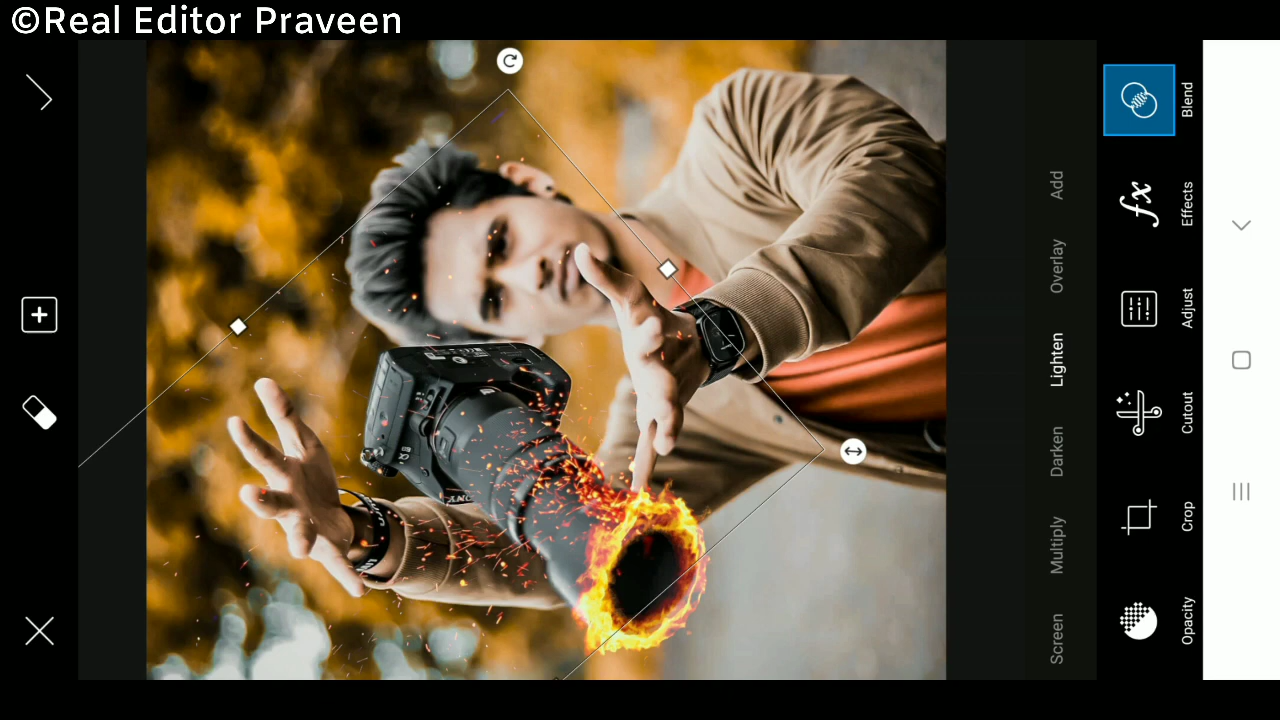 ©Real Editor Praveen
Opacity
Crop
Cutout
Adjust
Effects
Blend
Screen
Multiply
Darken
Lighten
Overlay
Add